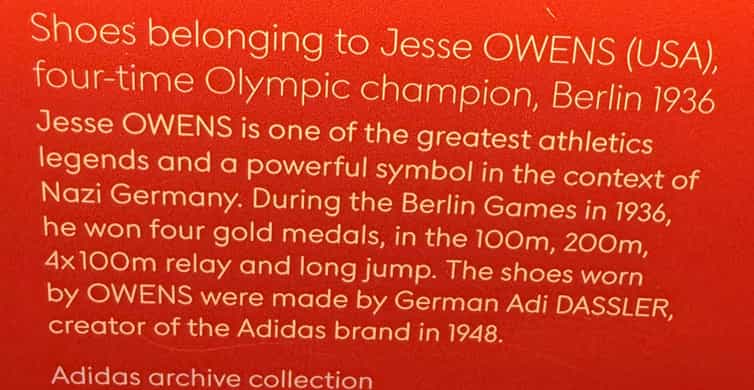 Shoes belonging to Jesse OWENS (USA),
four-time Olympic champion, Berlin 1936
Jesse OWENS is one of the greatest athletics
legends and a powerful symbol in the context of
Nazi Germany. During the Berlin Games in 1936,
he won four gold medals, in the 100m, 200m,
4x100m relay and long jump. The shoes worn
by OWENS were made by German Adi DASSLER,
creator of the Adidas brand in 1948.
Adidas archive collection